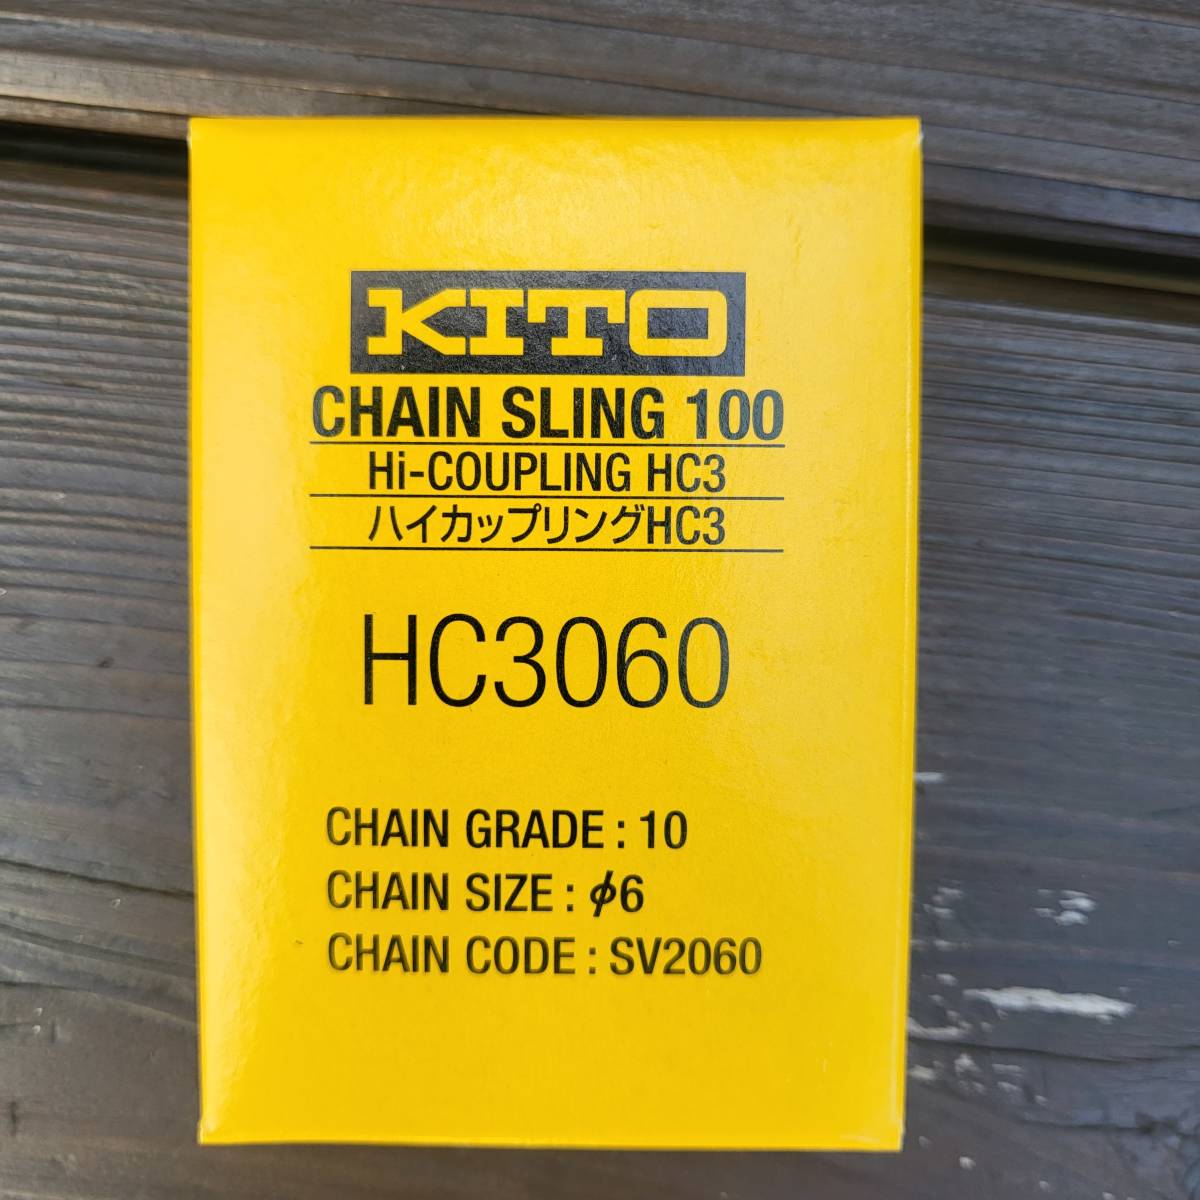 KITO
CHAIN SLING 100
Hi-COUPLING HC3
ハイカップリングHC3
HC3060
CHAIN GRADE : 10
CHAIN SIZE : φ6
CHAIN CODE : SV2060